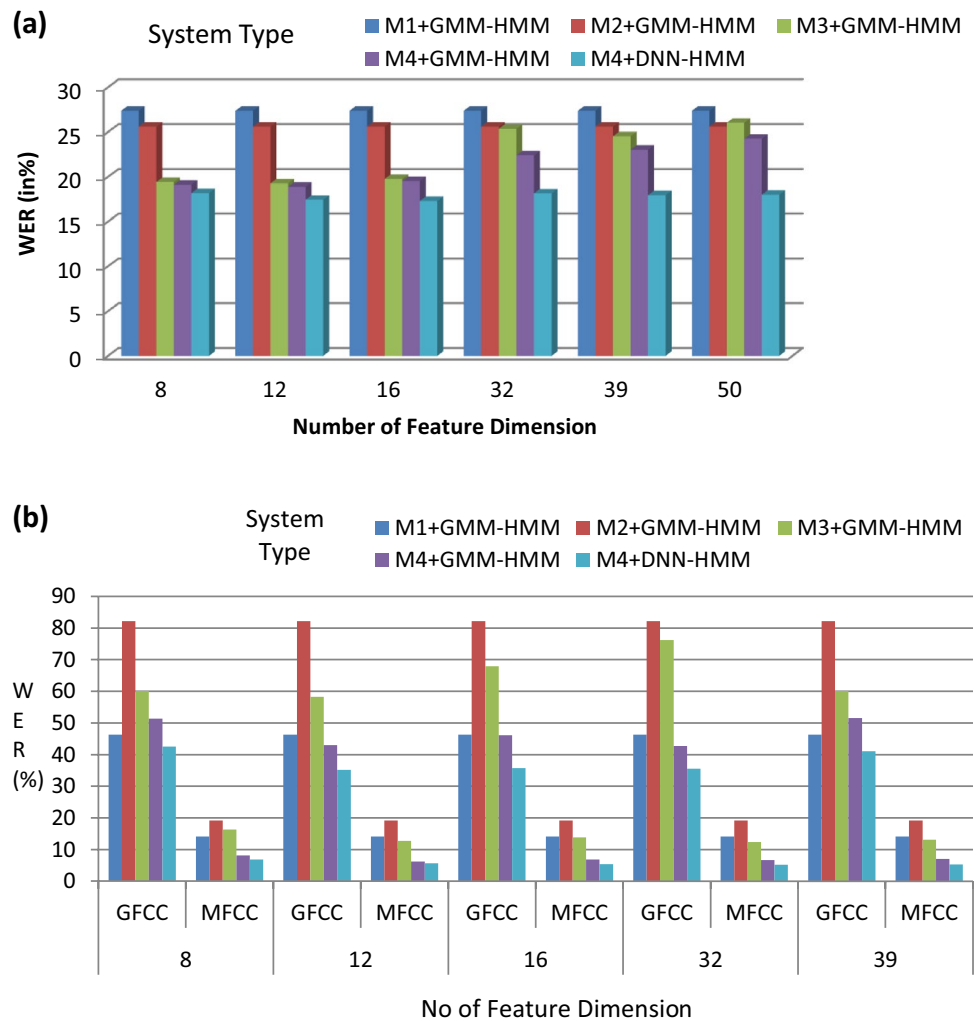 (a)
System Type
M1+GMM-HMM M2+GMM-HMM M3+GMM-HMM
M4+GMM-HMM M4+DNN-HMM
WER (in%)
30
25
20
15
10
5
0
8 12 16 32 39 50
Number of Feature Dimension
(b)
System
Type
M1+GMM-HMM M2+GMM-HMM M3+GMM-HMM
M4+GMM-HMM M4+DNN-HMM
W
E
R
(%)
90
80
70
60
50
40
30
20
10
0
GFCC MFCC GFCC MFCC GFCC MFCC GFCC MFCC GFCC MFCC
8 12 16 32 39
No of Feature Dimension